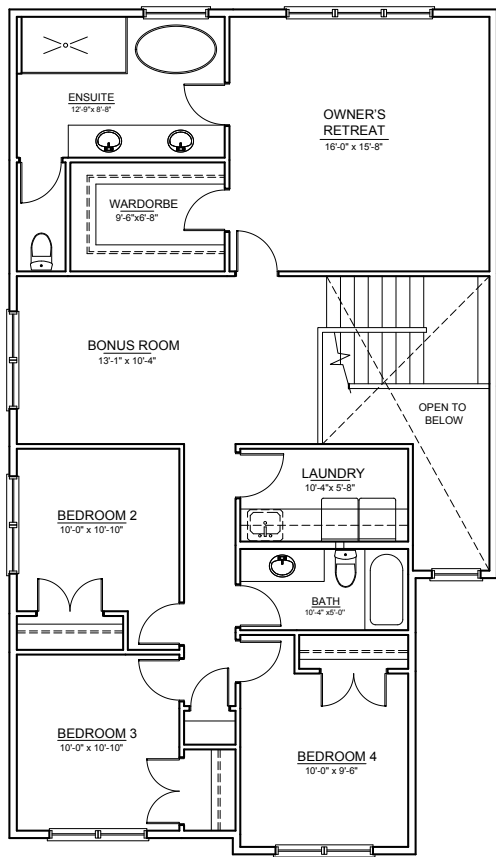 ENSUITE
12'-9"x 8'-8"
OWNER'S
RETREAT
16'-0" x 15'-8"
WARDORBE
9'-6"x6'-8"
BONUS ROOM
13'-1" x 10'-4"
OPEN TO
BELOW
LAUNDRY
10'-4"x 5'-8"
BEDROOM 2
10'-0" x 10'-10"
BATH
10'-4" x5'-0"
BEDROOM 3
10'-0" x 10'-10"
BEDROOM 4
10'-0" x 9'-6"